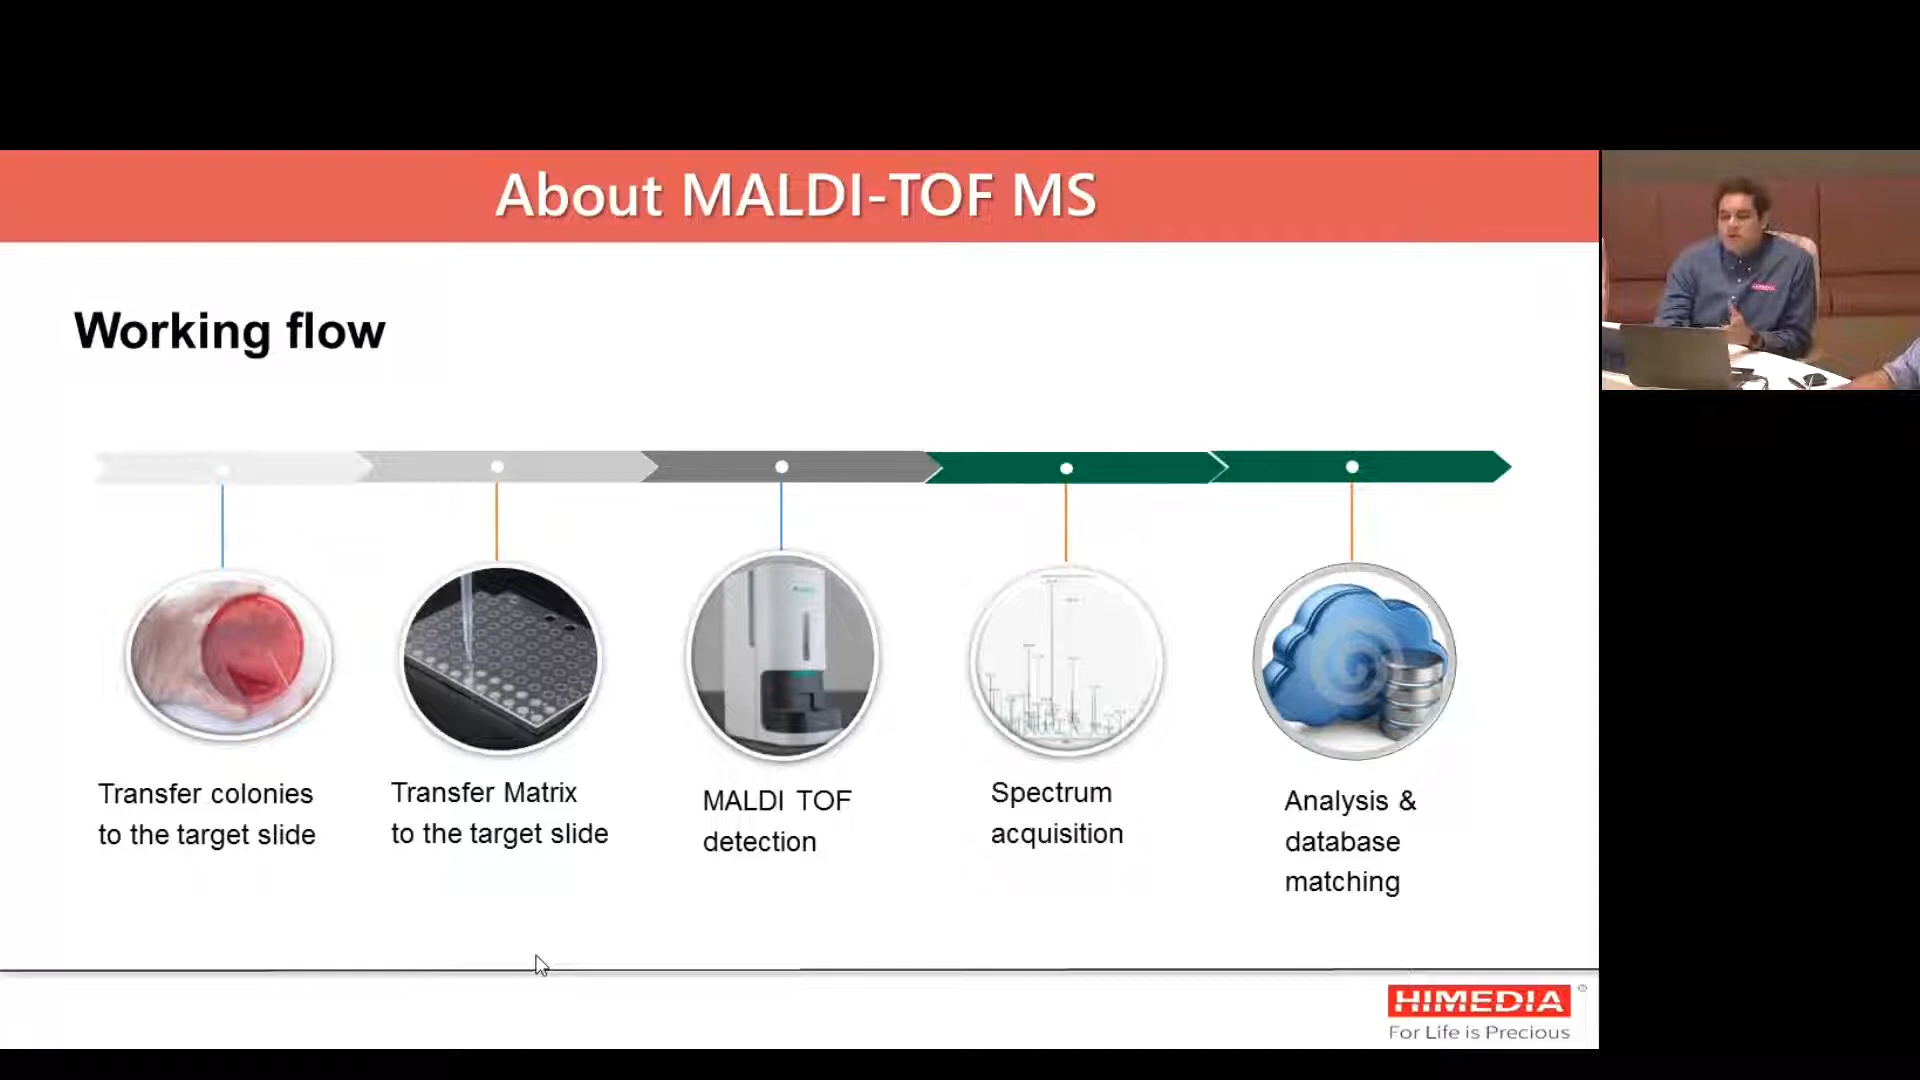 About MALDI-TOF MS
Working flow
Transfer colonies
to the target slide
Transfer Matrix
to the target slide
MALDI TOF
detection
Spectrum
acquisition
Analysis &
database
matching
HIMEDIA
®
For Life is Precious